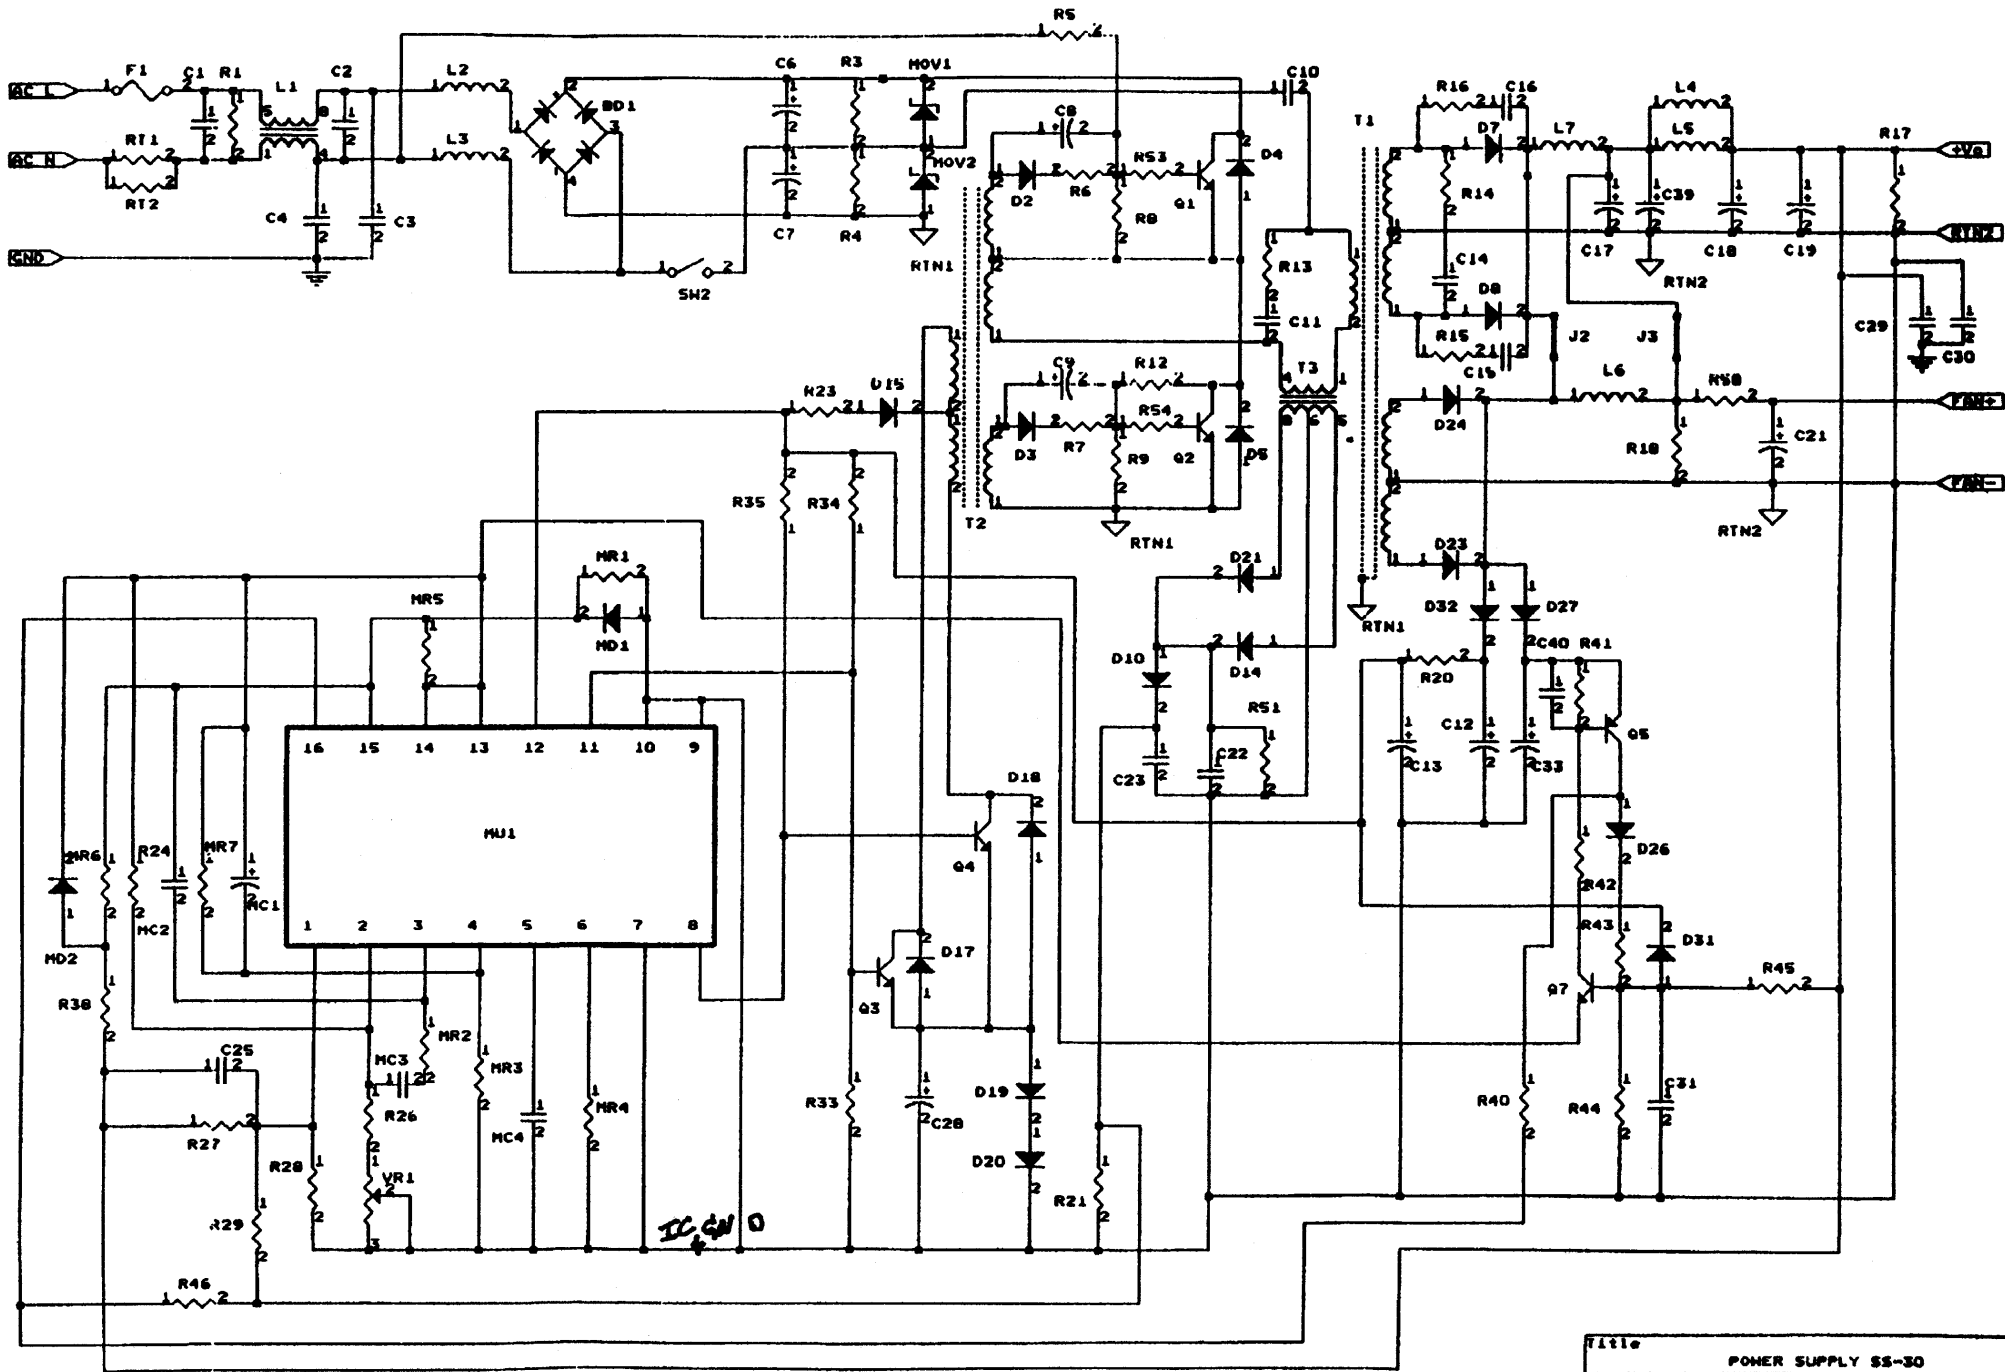 R5
F1 C1 R1 L1 C2 L2 C6 R3 MOV1 C10 R16 C16 L4
AC L BD1 C8 T1 D7 L7 L5 R17 +Vo
RT1 L3 MOV2 R53 D4
AC N D2 R6 Q1 R14
RT2 C4 C3 C7 R4 R8 C39 C17 C18 C19 RTN2
GND RTN1 R13 C14 RTN2
SW2 C11 D8 C29 C30
R15 J2 J3
C9 R12 T3 C15 L6 R58
R23 D15 R54 D24 FAN+
D3 R7 R9 Q2 D5 R18 C21
R35 R34 T2 FAN-
RTN1 RTN2
MR1 D21 D23
MR5 D32 D27
MD1 RTN1 C40 R41
D10 D14 R20
R51
16 15 14 13 12 11 10 9 Q5
C23 C22 C13 C12 C33
D18
MU1
MR6 R24 MR7 Q4 D26
R42
MC1
1 2 3 4 5 6 7 8
MC2 R43
MD2 D17 D31
R38 Q3 Q7 R45
MR2
C25 MC3 MR3
R26 MR4 R33 C28 D19 R40 R44 C31
R27 MC4
R28 VR1 D20
R21
R29 IC GND
R46
Title
POWER SUPPLY SS-30